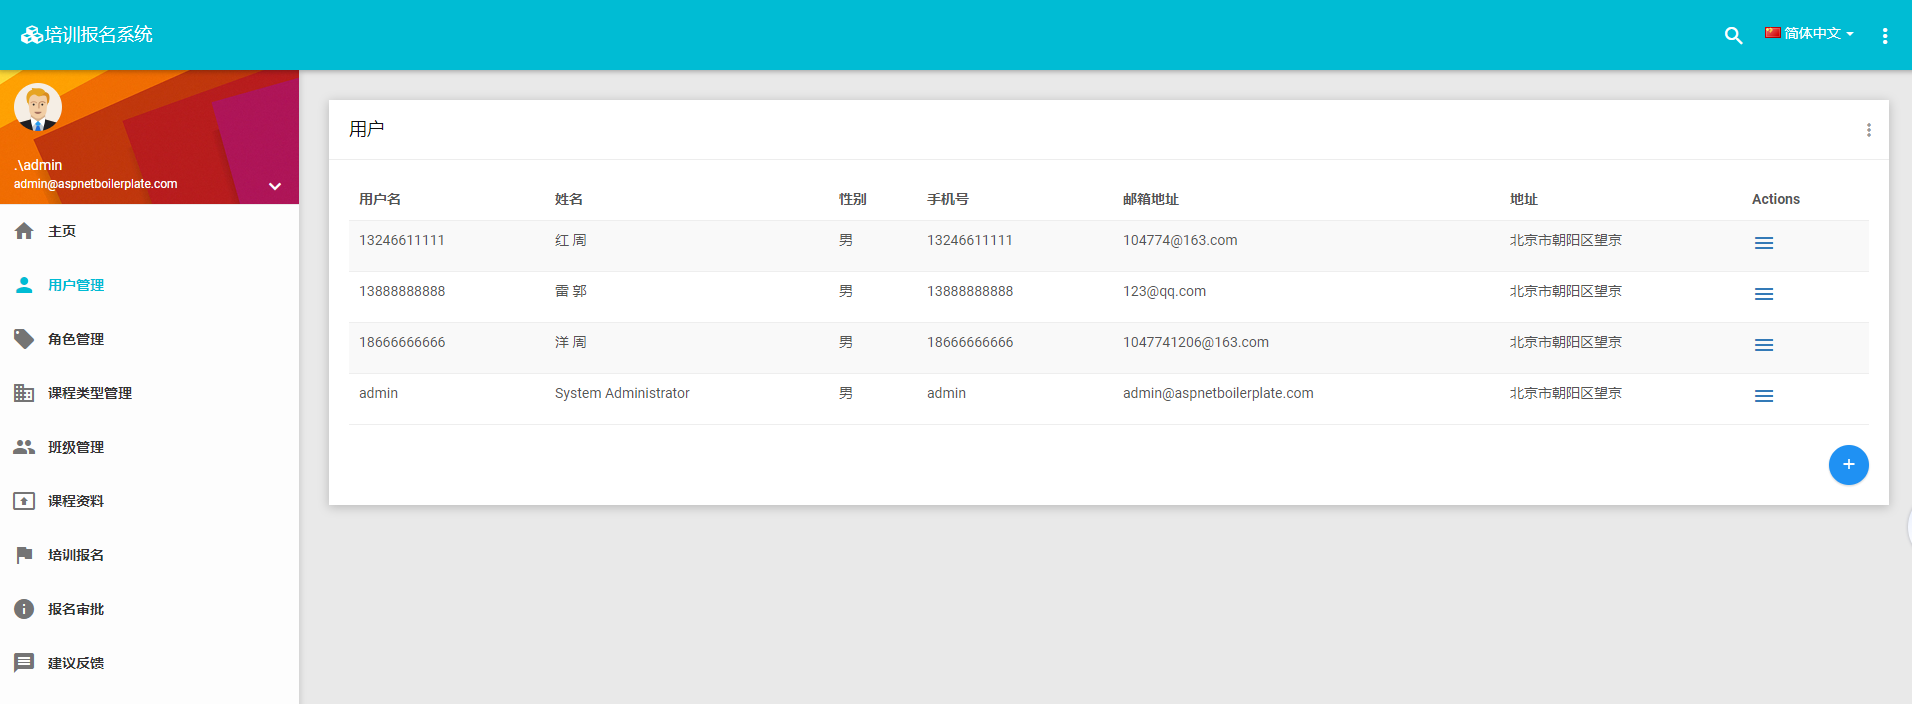 培训报名系统
简体中文
.\admin
admin@aspnetboilerplate.com
主页
用户管理
角色管理
课程类型管理
班级管理
课程资料
培训报名
报名审批
建议反馈
用户
用户名 姓名 性别 手机号 邮箱地址 地址 Actions
13246611111 红 周 男 13246611111 104774@163.com 北京市朝阳区望京
13888888888 雷 郭 男 13888888888 123@qq.com 北京市朝阳区望京
18666666666 洋 周 男 18666666666 1047741206@163.com 北京市朝阳区望京
admin System Administrator 男 admin admin@aspnetboilerplate.com 北京市朝阳区望京